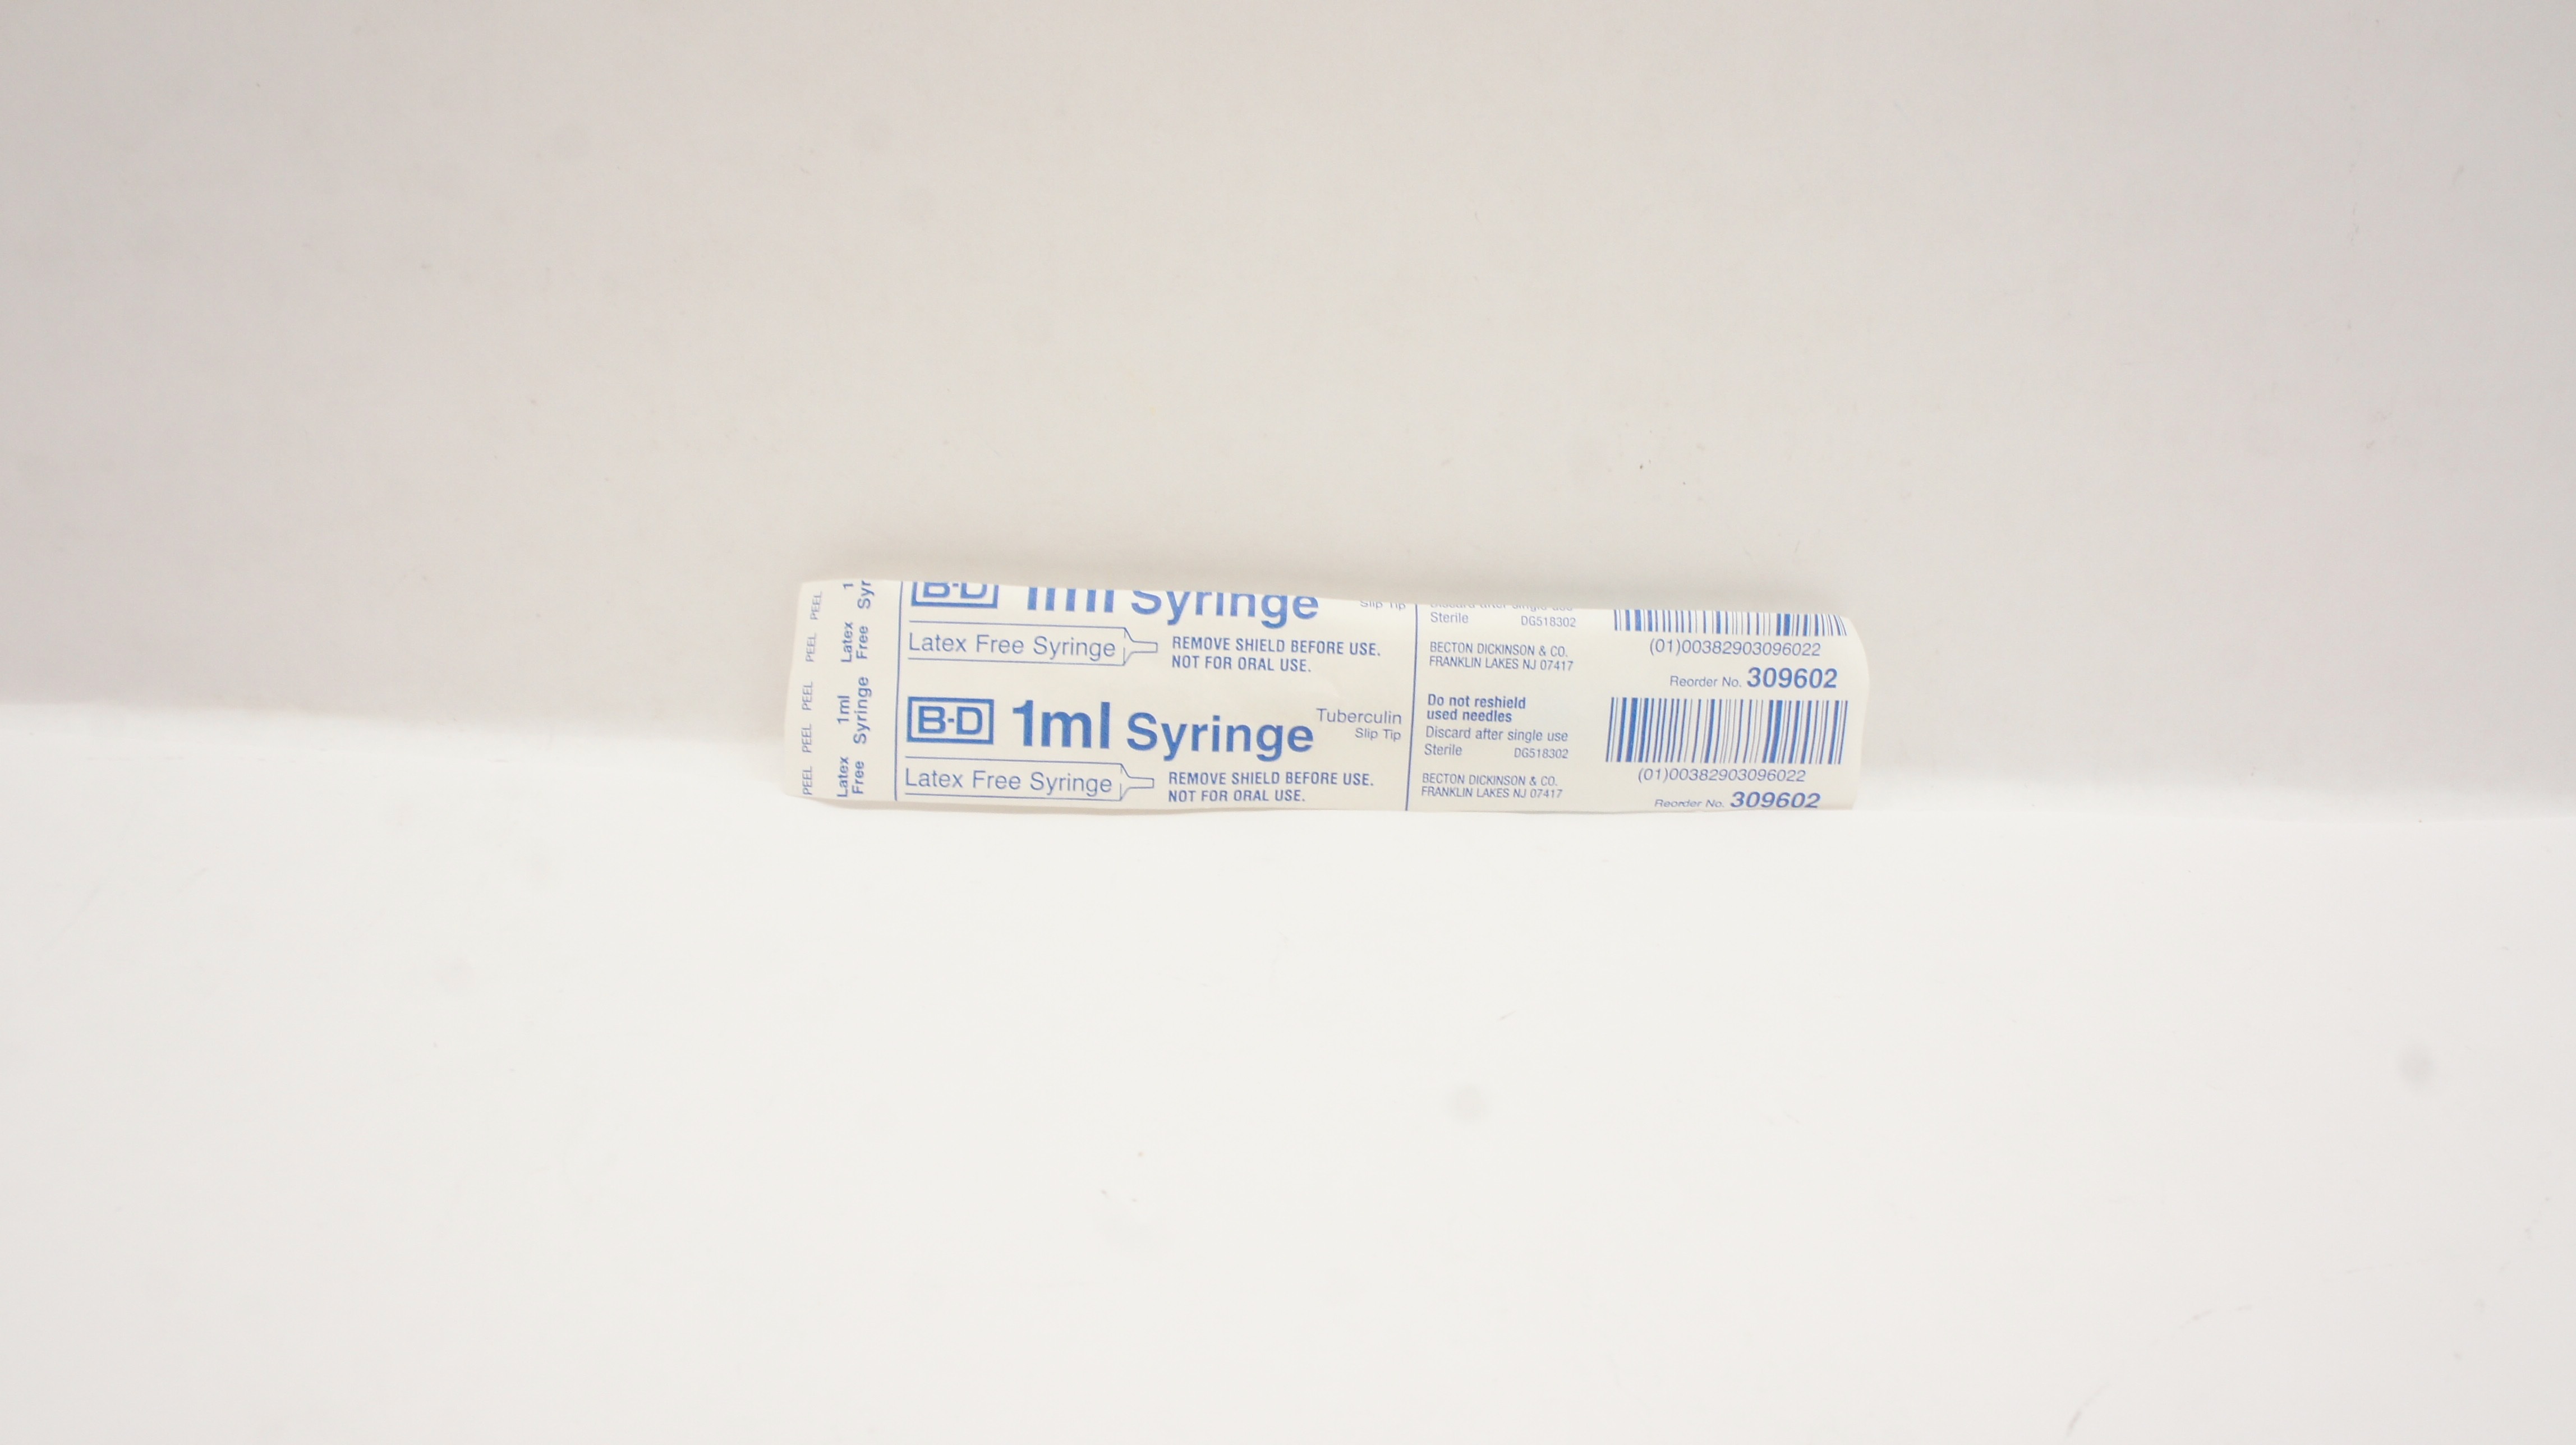 PEEL PEEL PEEL PEEL PEEL
Latex 1ml Latex 1
Free Syringe Free Syr
B-D 1ml Syringe
Slip Tip
Latex Free Syringe
REMOVE SHIELD BEFORE USE.
NOT FOR ORAL USE.
Discard after single use
Sterile DG518302
BECTON DICKINSON & CO.
FRANKLIN LAKES NJ 07417
(01)00382903096022
Reorder No. 309602
B-D 1ml Syringe
Tuberculin
Slip Tip
Latex Free Syringe
REMOVE SHIELD BEFORE USE.
NOT FOR ORAL USE.
Do not reshield
used needles
Discard after single use
Sterile DG518302
BECTON DICKINSON & CO.
FRANKLIN LAKES NJ 07417
(01)00382903096022
Reorder No. 309602